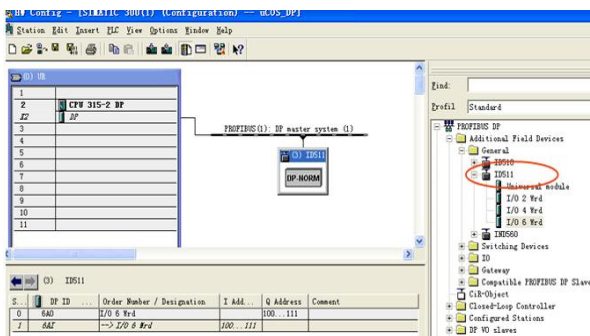 HW Config - [SIMATIC 300(1) (Configuration) -- uCOS_DP]
Station Edit Insert PLC View Options Window Help
(0) UR
1
2 CPU 315-2 DP
X2 DP
3
4
5
6
7
8
9
10
11
PROFIBUS(1): DP master system (1)
(3) ID511
DP-NORM
Find:
Profil Standard
PROFIBUS DP
Additional Field Devices
General
ID510
ID511
Universal module
I/O 2 Wrd
I/O 4 Wrd
I/O 6 Wrd
IND560
Switching Devices
IO
Gateway
Compatible PROFIBUS DP Slave
CiR-Object
Closed-Loop Controller
Configured Stations
DP V0 slaves
(3) ID511
S... DP ID ... Order Number / Designation I Add... Q Address Comment
0 6AO I/O 6 Wrd 100...111
1 6AI --> I/O 6 Wrd 100...111